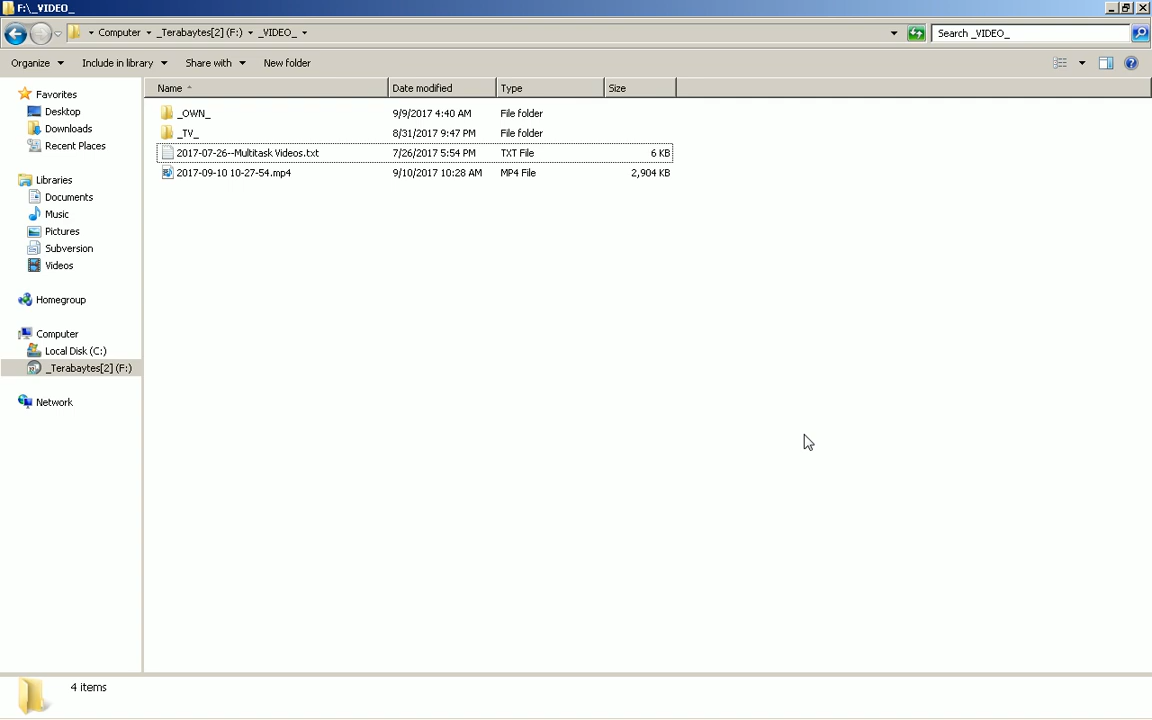 F:\_VIDEO_
Computer _Terabaytes[2] (F:) _VIDEO_ Search _VIDEO_
Organize Include in library Share with New folder
Name Date modified Type Size
_OWN_ 9/9/2017 4:40 AM File folder
_TV_ 8/31/2017 9:47 PM File folder
2017-07-26--Multitask Videos.txt 7/26/2017 5:54 PM TXT File 6 KB
2017-09-10 10-27-54.mp4 9/10/2017 10:28 AM MP4 File 2,904 KB
Favorites
Desktop
Downloads
Recent Places
Libraries
Documents
Music
Pictures
Subversion
Videos
Homegroup
Computer
Local Disk (C:)
_Terabaytes[2] (F:)
Network
4 items